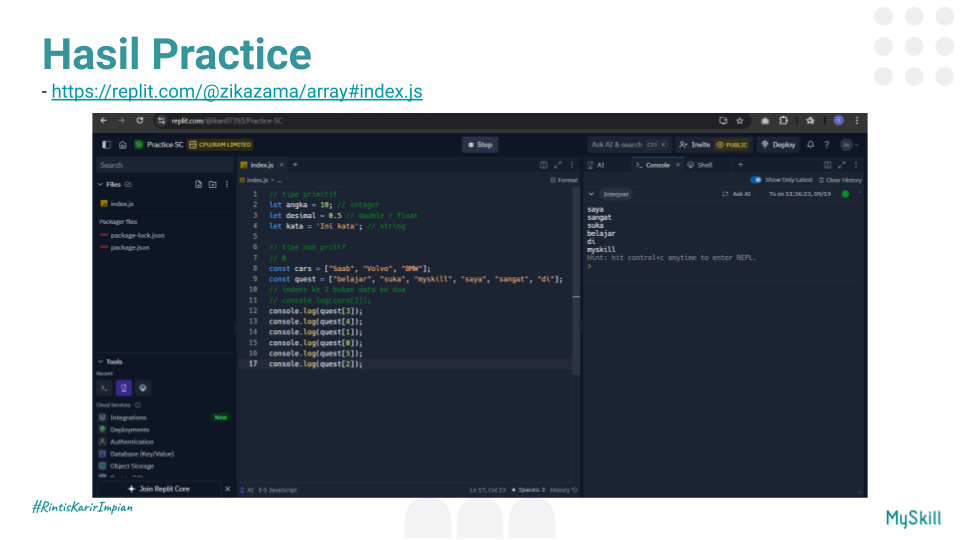 Hasil Practice
- https://replit.com/@zikazama/array#index.js
replit.com/@ikan07393/Practice-SC
Practice SC CPU/RAM LIMITED Stop Ask AI & search Ctrl K Invite PUBLIC Deploy
Search
index.js
AI Console Shell
Files
index.js > ... Format
Show Only Latest Clear History
index.js
Packager files
package-lock.json
package.json
Interpret Ask AI 7s on 11:36:23, 09/19
1 // tipe primitif
2 let angka = 10; // integer
3 let desimal = 0.5 // double / float
4 let kata = 'Ini kata'; // string
5
6 // tipe non pritif
7 // 0
8 const cars = ["Saab", "Volvo", "BMW"];
9 const quest = ["belajar", "suka", "myskill", "saya", "sangat", "di"];
10 // indeks ke 2 bukan data ke dua
11 // console.log(cars[2]);
12 console.log(quest[3]);
13 console.log(quest[4]);
14 console.log(quest[1]);
15 console.log(quest[0]);
16 console.log(quest[5]);
17 console.log(quest[2]);
saya
sangat
suka
belajar
di
myskill
Hint: hit control+c anytime to enter REPL.
>
Tools
Recent
Cloud Services
Integrations New
Deployments
Authentication
Database (Key/Value)
Object Storage
Join Replit Core
AI {-} JavaScript
Ln 17, Col 23 Spaces: 2 History
#RintisKarirImpian
MySkill